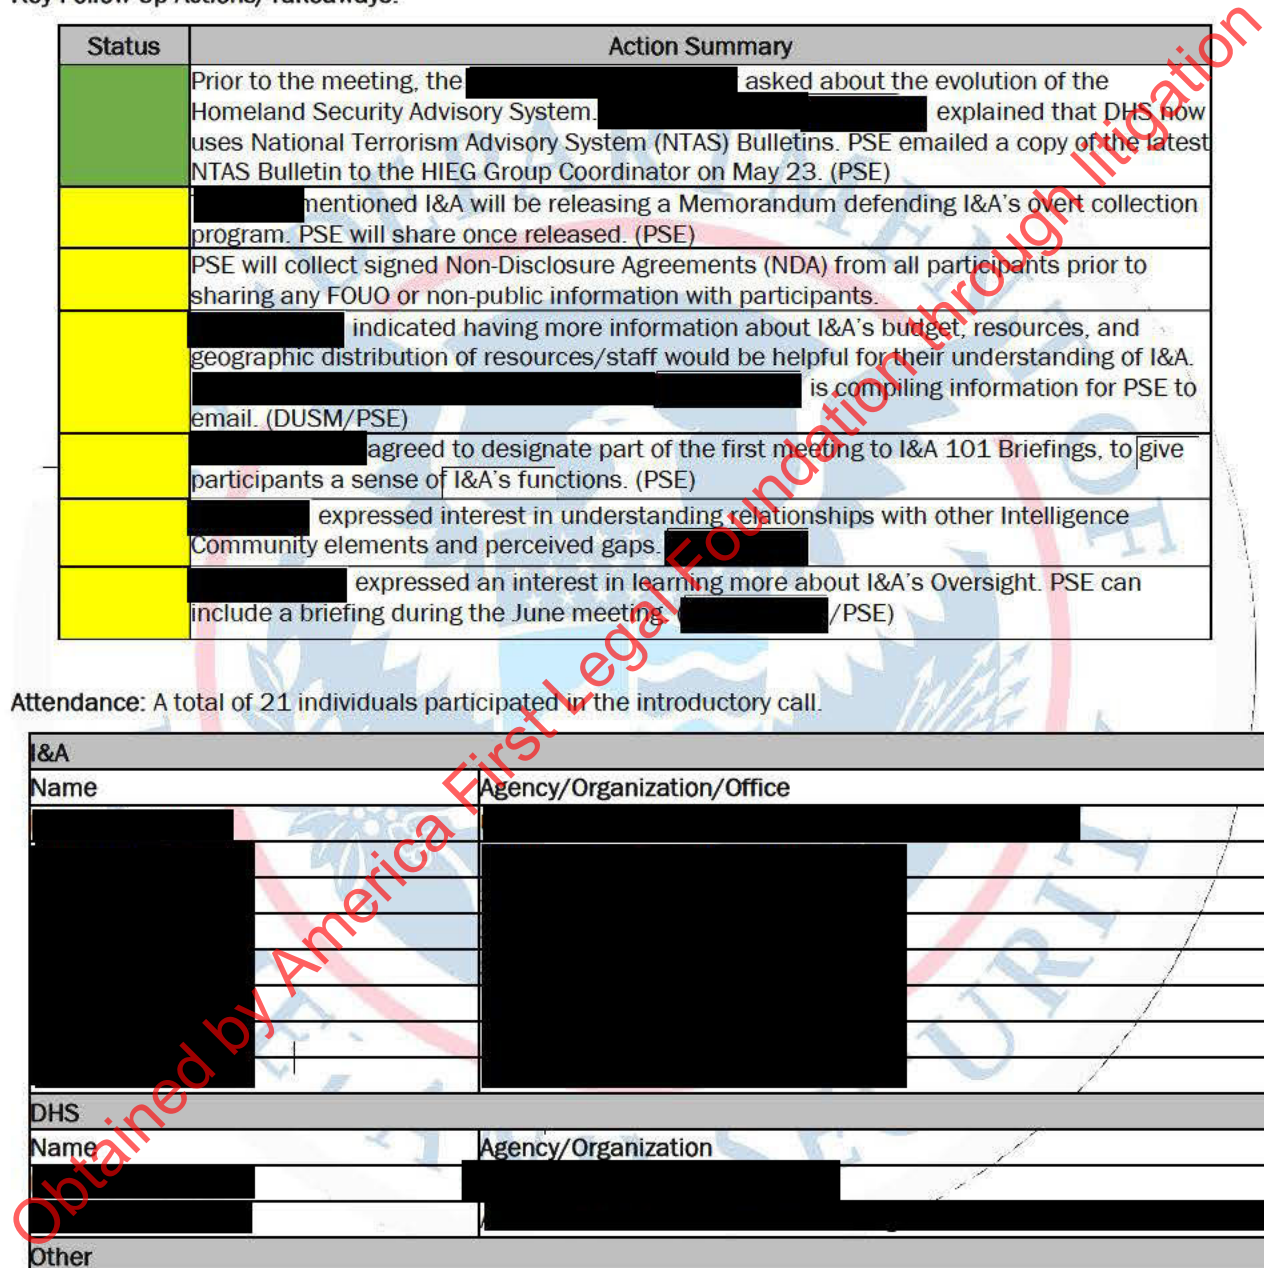 Status Action Summary
Prior to the meeting, the asked about the evolution of the
Homeland Security Advisory System. explained that DHS now
uses National Terrorism Advisory System (NTAS) Bulletins. PSE emailed a copy of the latest
NTAS Bulletin to the HIEG Group Coordinator on May 23. (PSE)
mentioned I&A will be releasing a Memorandum defending I&A's overt collection
program. PSE will share once released. (PSE)
PSE will collect signed Non-Disclosure Agreements (NDA) from all participants prior to
sharing any FOUO or non-public information with participants.
indicated having more information about I&A's budget, resources, and
geographic distribution of resources/staff would be helpful for their understanding of I&A.
is compiling information for PSE to
email. (DUSM/PSE)
agreed to designate part of the first meeting to I&A 101 Briefings, to give
participants a sense of I&A's functions. (PSE)
expressed interest in understanding relationships with other Intelligence
Community elements and perceived gaps.
expressed an interest in learning more about I&A's Oversight. PSE can
include a briefing during the June meeting. ( /PSE)
Attendance: A total of 21 individuals participated in the introductory call.
I&A
Name Agency/Organization/Office
DHS
Name Agency/Organization
Other
Obtained by America First Legal Foundation through litigation